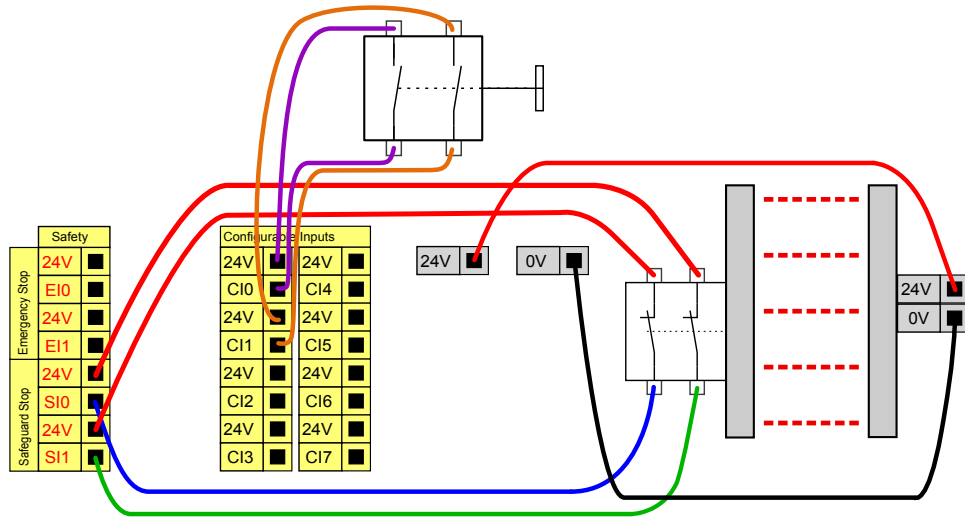 Safety
Emergency Stop
24V
EI0
24V
EI1
Safeguard Stop
24V
SI0
24V
SI1
Configurable Inputs
24V 24V
CI0 CI4
24V 24V
CI1 CI5
24V 24V
CI2 CI6
24V 24V
CI3 CI7
24V
0V
24V
0V